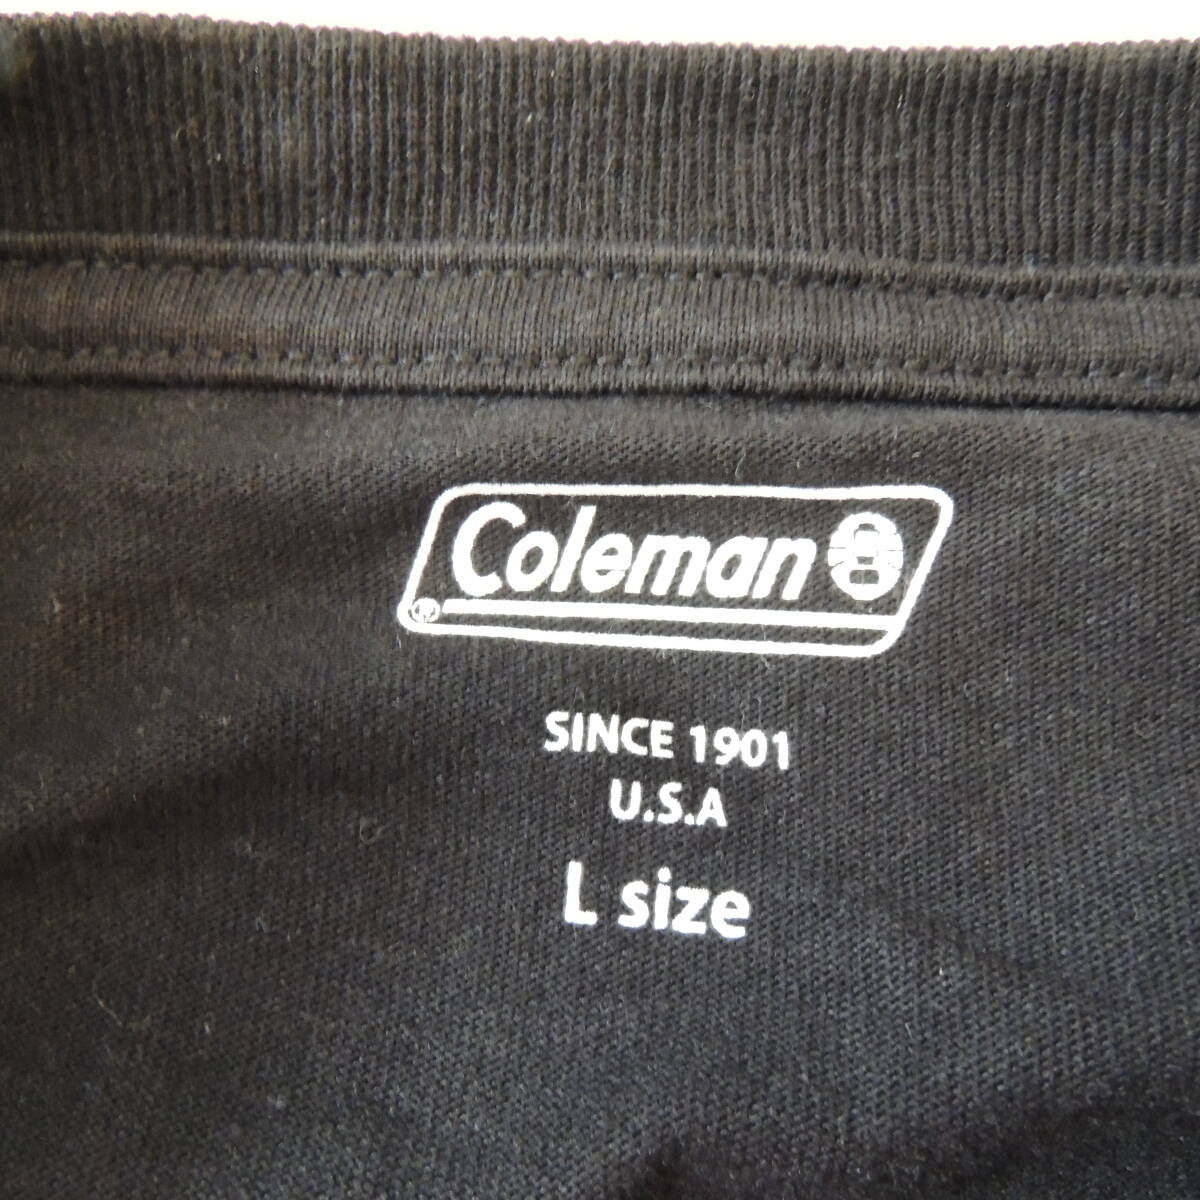 Coleman
®
SINCE 1901
U.S.A
L size